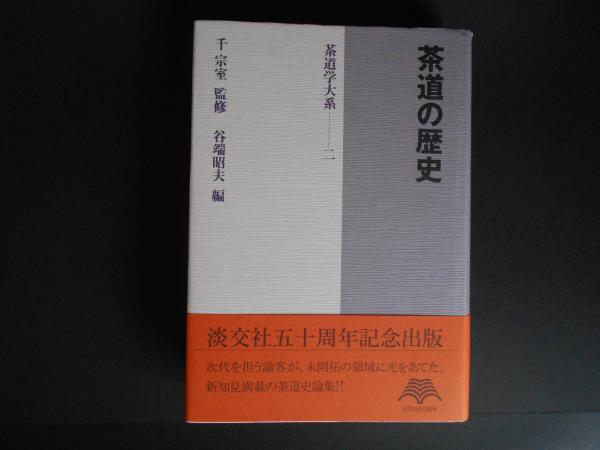 茶道の歴史
茶道学大系――二
千 宗室 監修 谷端昭夫 編
淡交社五十周年記念出版
次代を担う論客が、未開拓の領域に光をあてた、
新知見満載の茶道史論集!!